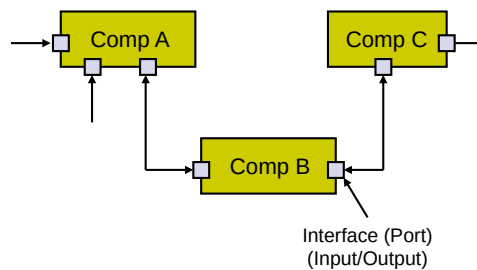 Comp A
Comp C
Comp B
Interface (Port)
(Input/Output)